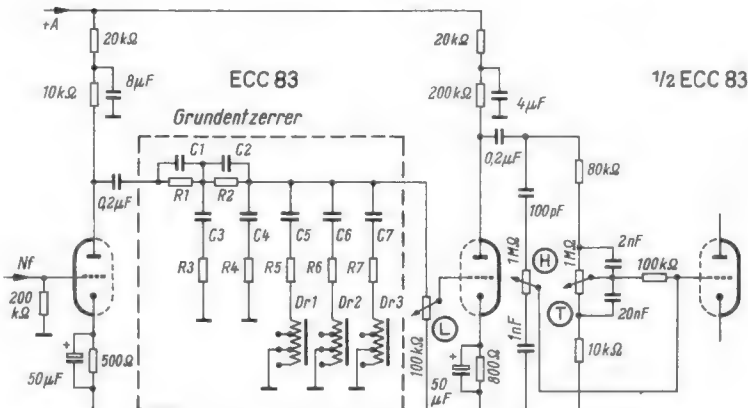 +A
20kΩ
20kΩ
8μF
ECC 83
½ ECC 83
10kΩ
200kΩ
4μF
Grundentzerrer
C1
C2
0,2μF
80kΩ
R1
R2
0,2μF
100pF
C3
C4
C5
C6
C7
1MΩ
H
1MΩ
2nF
100kΩ
Nf
R3
R4
R5
R6
R7
200
kΩ
Dr1
Dr2
Dr3
L
T
20nF
+
500Ω
100kΩ
+
800Ω
1nF
10kΩ
50μF
50
μF